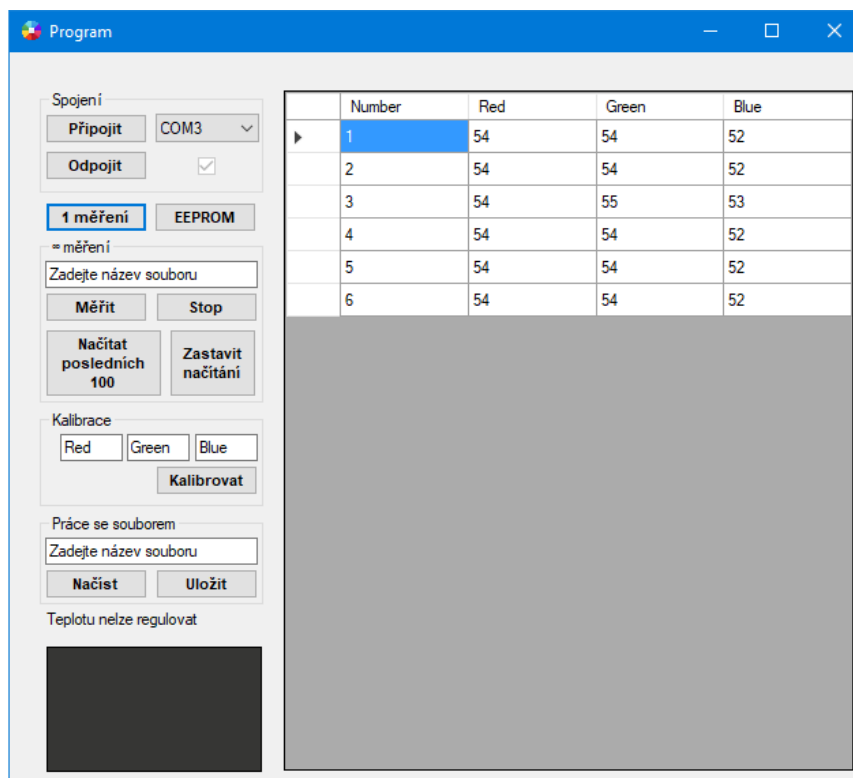 Program
Spojení
Připojit
COM3
Odpojit
1 měření
EEPROM
∞ měření
Zadejte název souboru
Měřit
Stop
Načítat
posledních
100
Zastavit
načítání
Kalibrace
Red
Green
Blue
Kalibrovat
Práce se souborem
Zadejte název souboru
Načíst
Uložit
Teplotu nelze regulovat
Number Red Green Blue
1 54 54 52
2 54 54 52
3 54 55 53
4 54 54 52
5 54 54 52
6 54 54 52